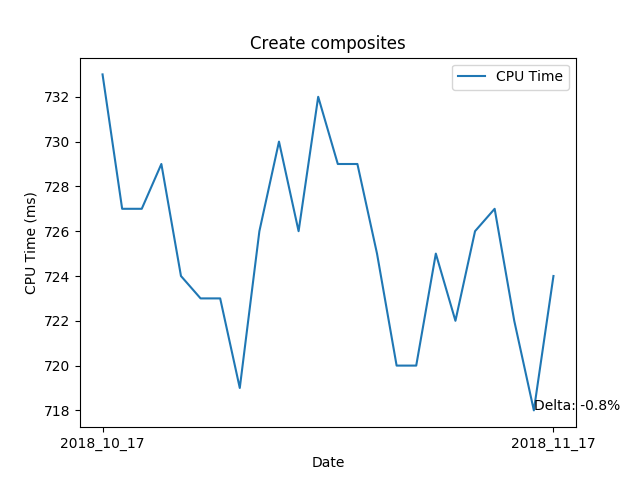 Create composites
CPU Time
732
730
728
726
724
722
720
718
CPU Time (ms)
Delta: -0.8%
2018_10_17
2018_11_17
Date